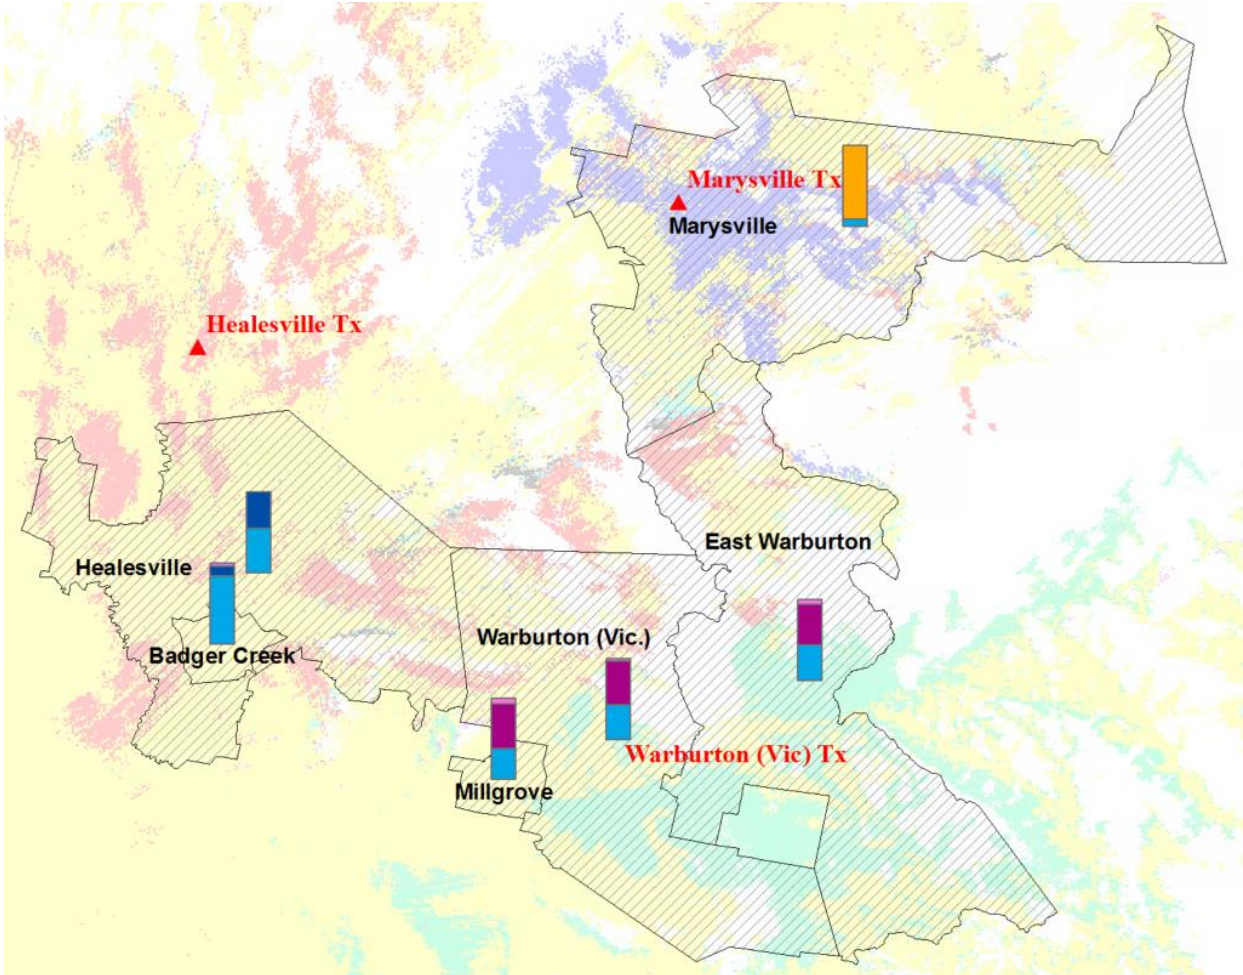 Marysville Tx
Marysville
Healesville Tx
East Warburton
Healesville
Warburton (Vic.)
Badger Creek
Warburton (Vic) Tx
Millgrove